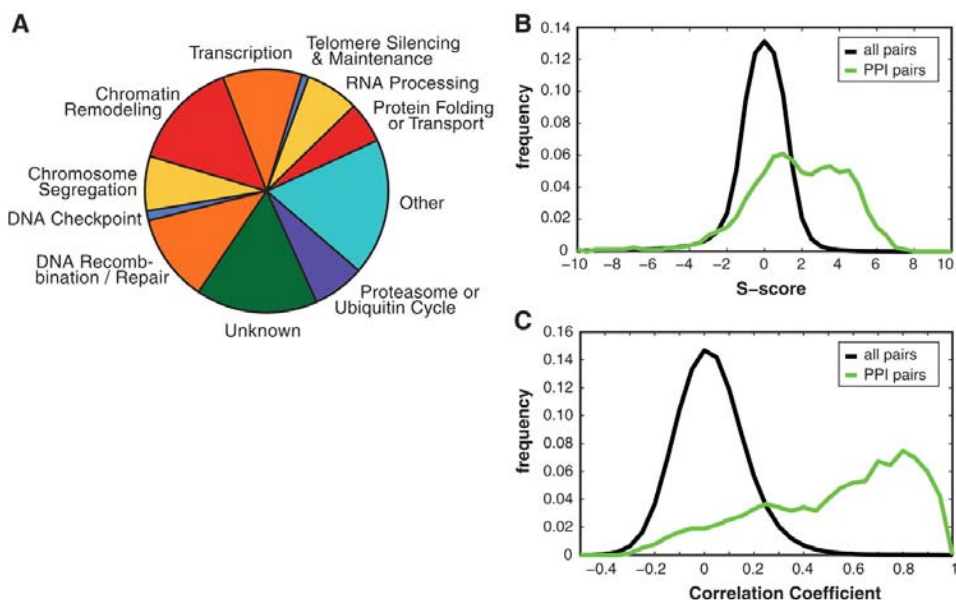 A
Transcription
Telomere Silencing
& Maintenance
RNA Processing
Protein Folding
or Transport
Other
Proteasome or
Ubiquitin Cycle
Unknown
DNA Recomb-
bination / Repair
DNA Checkpoint
Chromosome
Segregation
Chromatin
Remodeling
B
frequency
0.14
0.12
0.10
0.08
0.06
0.04
0.02
0
−10 −8 −6 −4 −2 0 2 4 6 8 10
S−score
all pairs
PPI pairs
C
frequency
0.16
0.14
0.12
0.10
0.08
0.06
0.04
0.02
0
−0.4 −0.2 0 0.2 0.4 0.6 0.8 1
Correlation Coefficient
all pairs
PPI pairs